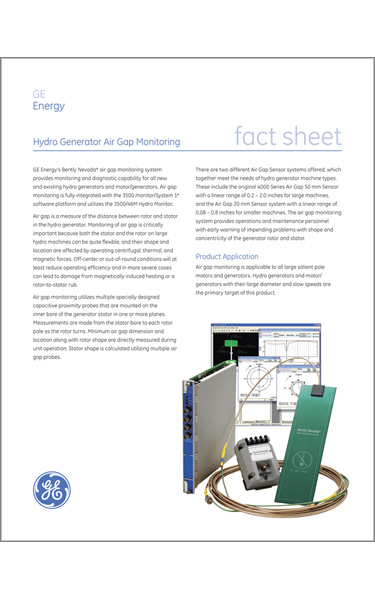 GE
Energy
Hydro Generator Air Gap Monitoring
fact sheet
GE Energy's Bently Nevada* air gap monitoring system
provides monitoring and diagnostic capability for all new
and existing hydro generators and motor/generators. Air gap
monitoring is fully integrated with the 3500 monitor/System 1*
software platform and utilizes the 3500/46M Hydro Monitor.
Air gap is a measure of the distance between rotor and stator
in the hydro generator. Monitoring of air gap is critically
important because both the stator and the rotor on large
hydro machines can be quite flexible, and their shape and
location are affected by operating centrifugal, thermal, and
magnetic forces. Off-center or out-of-round conditions will at
least reduce operating efficiency and in more severe cases
can lead to damage from magnetically induced heating or a
rotor-to-stator rub.
Air gap monitoring utilizes multiple specially designed
capacitive proximity probes that are mounted on the
inner bore of the generator stator in one or more planes.
Measurements are made from the stator bore to each rotor
pole as the rotor turns. Minimum air gap dimension and
location along with rotor shape are directly measured during
unit operation. Stator shape is calculated utilizing multiple air
gap probes.
There are two different Air Gap Sensor systems offered, which
together meet the needs of hydro generator machine types.
These include the original 4000 Series Air Gap 50 mm Sensor
with a linear range of 0.2 – 2.0 inches for large machines,
and the Air Gap 20 mm Sensor system with a linear range of
0.08 – 0.8 inches for smaller machines. The air gap monitoring
system provides operations and maintenance personnel
with early warning of impending problems with shape and
concentricity of the generator rotor and stator.
Product Application
Air gap monitoring is applicable to all large salient pole
motors and generators. Hydro generators and motor/
generators with their large diameter and slow speeds are
the primary target of this product.
Bently Nevada
Bently Nevada
GE